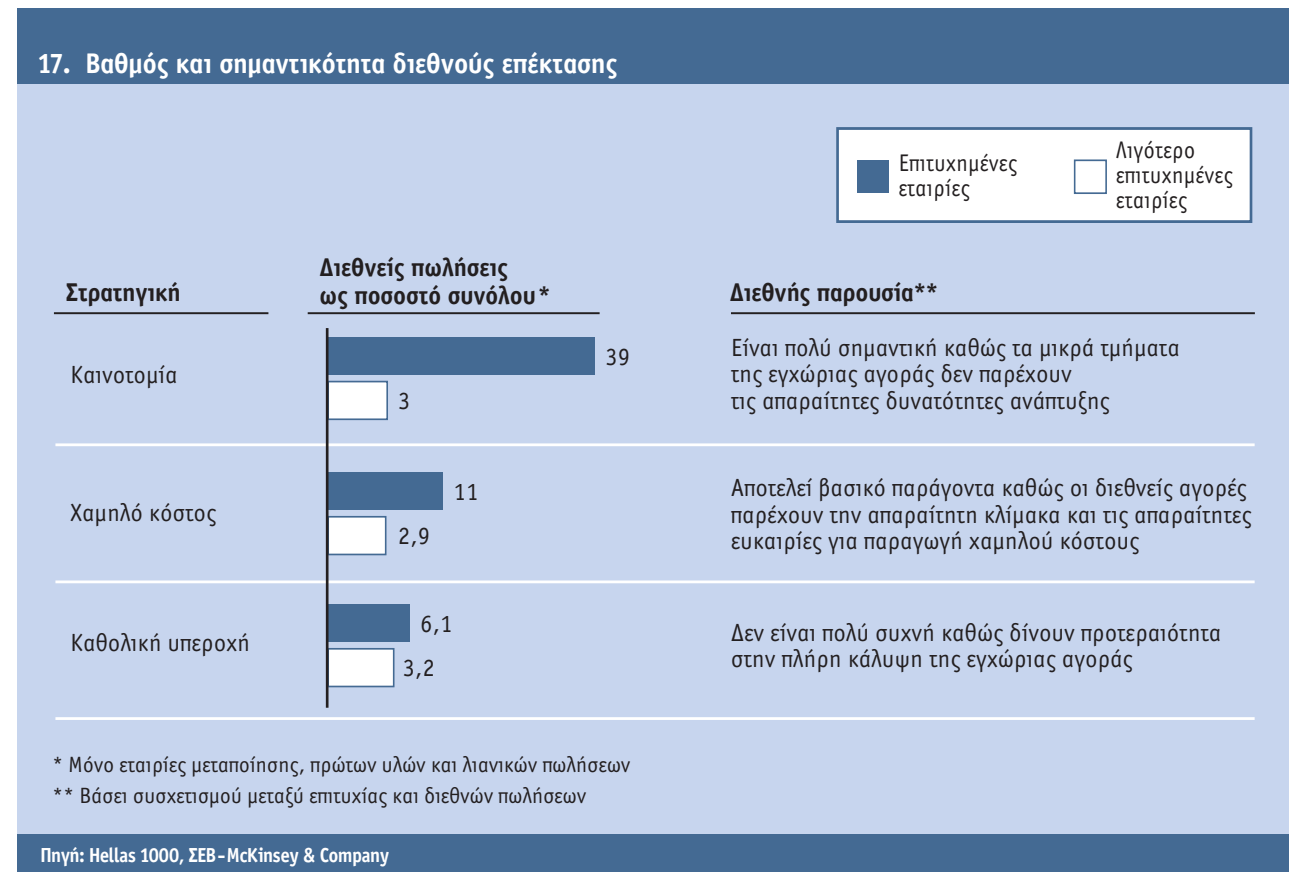 17. Βαθμός και σημαντικότητα διεθνούς επέκτασης
Επιτυχημένες
εταιρίες
Λιγότερο
επιτυχημένες
εταιρίες
Στρατηγική
Διεθνείς πωλήσεις
ως ποσοστό συνόλου*
Διεθνής παρουσία**
Καινοτομία
39
3
Είναι πολύ σημαντική καθώς τα μικρά τμήματα
της εγχώριας αγοράς δεν παρέχουν
τις απαραίτητες δυνατότητες ανάπτυξης
Χαμηλό κόστος
11
2,9
Αποτελεί βασικό παράγοντα καθώς οι διεθνείς αγορές
παρέχουν την απαραίτητη κλίμακα και τις απαραίτητες
ευκαιρίες για παραγωγή χαμηλού κόστους
Καθολική υπεροχή
6,1
3,2
Δεν είναι πολύ συχνή καθώς δίνουν προτεραιότητα
στην πλήρη κάλυψη της εγχώριας αγοράς
* Μόνο εταιρίες μεταποίνσης, πρώτων υλών και λιανικών πωλήσεων
** Βάσει συσχετισμού μεταξύ επιτυχίας και διεθνών πωλήσεων
Πηγή: Hellas 1000, ΣΕΒ-McKinsey & Company